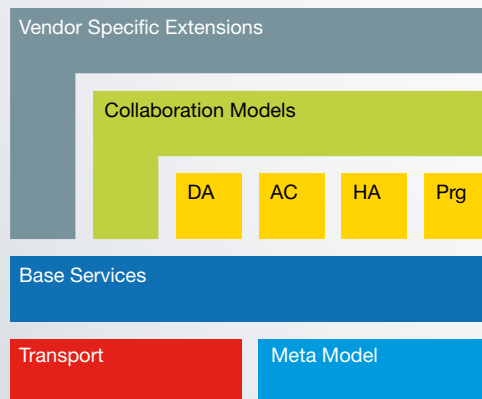 Vendor Specific Extensions
Collaboration Models
DA AC HA Prg
Base Services
Transport Meta Model